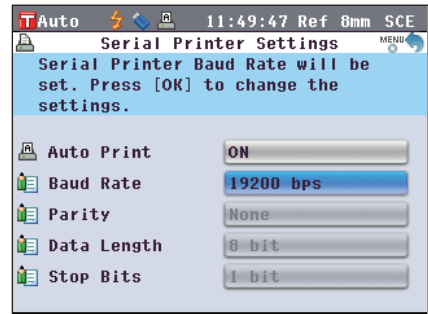 TAuto 11:49:47 Ref 8mm SCE
Serial Printer Settings MENU
Serial Printer Baud Rate will be
set. Press [OK] to change the
settings.
Auto Print ON
Baud Rate 19200 bps
Parity None
Data Length 8 bit
Stop Bits 1 bit